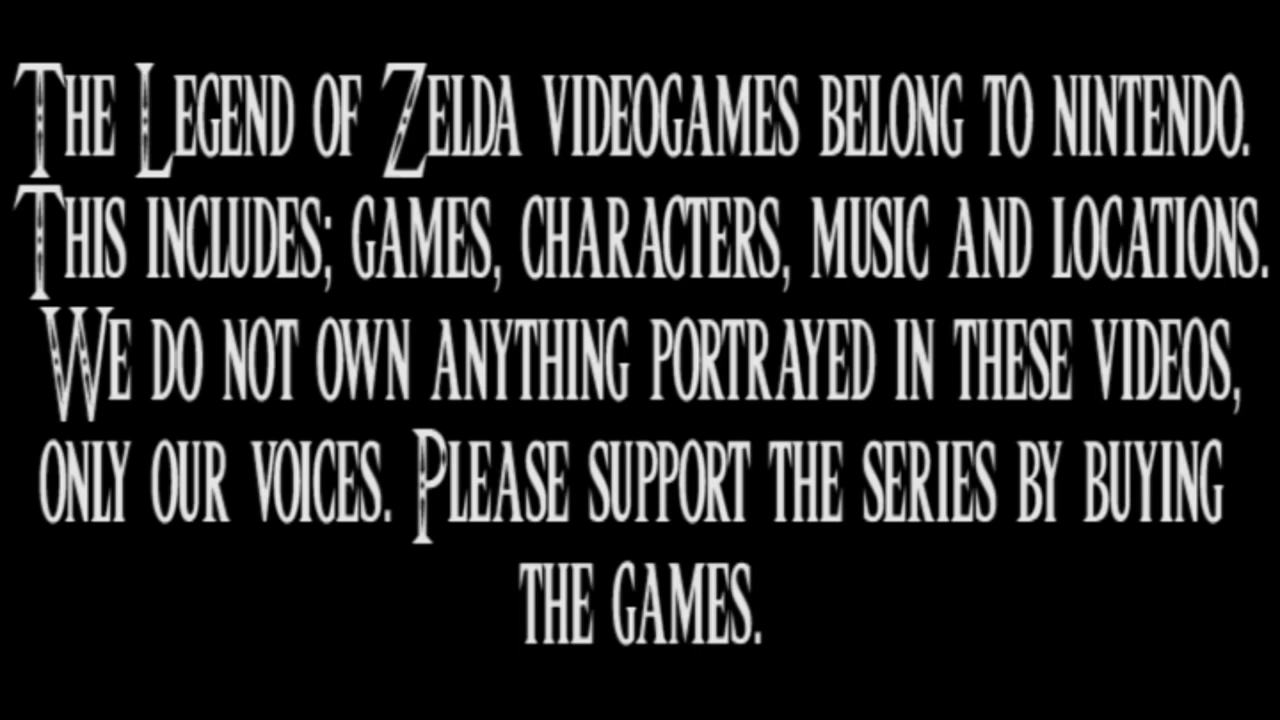 The Legend of Zelda videogames belong to nintendo.
This includes; games, characters, music and locations.
We do not own anything portrayed in these videos,
only our voices. Please support the series by buying
the games.